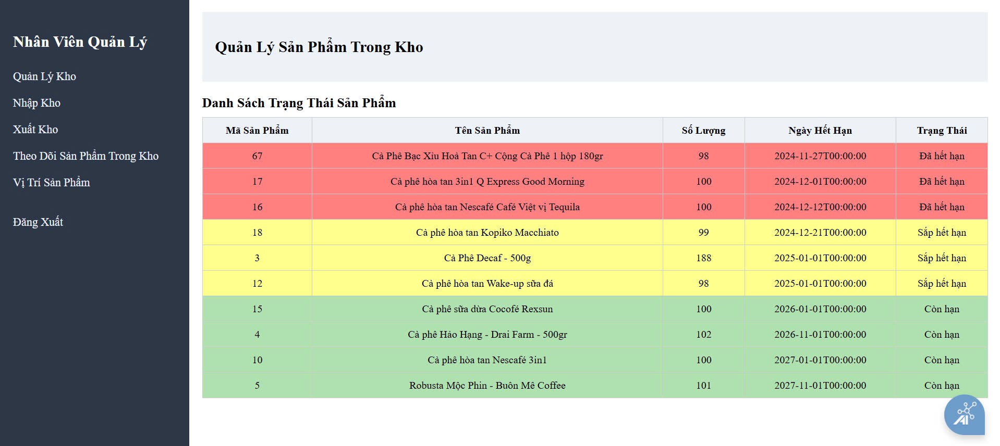 Nhân Viên Quản Lý
Quản Lý Kho
Nhập Kho
Xuất Kho
Theo Dõi Sản Phẩm Trong Kho
Vị Trí Sản Phẩm
Đăng Xuất
Quản Lý Sản Phẩm Trong Kho
Danh Sách Trạng Thái Sản Phẩm
Mã Sản Phẩm Tên Sản Phẩm Số Lượng Ngày Hết Hạn Trạng Thái
67 Cà Phê Bạc Xỉu Hoà Tan C+ Cộng Cà Phê 1 hộp 180gr 98 2024-11-27T00:00:00 Đã hết hạn
17 Cà phê hòa tan 3in1 Q Express Good Morning 100 2024-12-01T00:00:00 Đã hết hạn
16 Cà phê hòa tan Nescafé Café Việt vị Tequila 100 2024-12-12T00:00:00 Đã hết hạn
18 Cà phê hòa tan Kopiko Macchiato 99 2024-12-21T00:00:00 Sắp hết hạn
3 Cà Phê Decaf - 500g 188 2025-01-01T00:00:00 Sắp hết hạn
12 Cà phê hòa tan Wake-up sữa đá 98 2025-01-01T00:00:00 Sắp hết hạn
15 Cà phê sữa dừa Cocofé Rexsun 100 2026-01-01T00:00:00 Còn hạn
4 Cà phê Hảo Hạng - Drai Farm - 500gr 102 2026-11-01T00:00:00 Còn hạn
10 Cà phê hòa tan Nescafé 3in1 100 2027-01-01T00:00:00 Còn hạn
5 Robusta Mộc Phin - Buôn Mê Coffee 101 2027-11-01T00:00:00 Còn hạn
AI